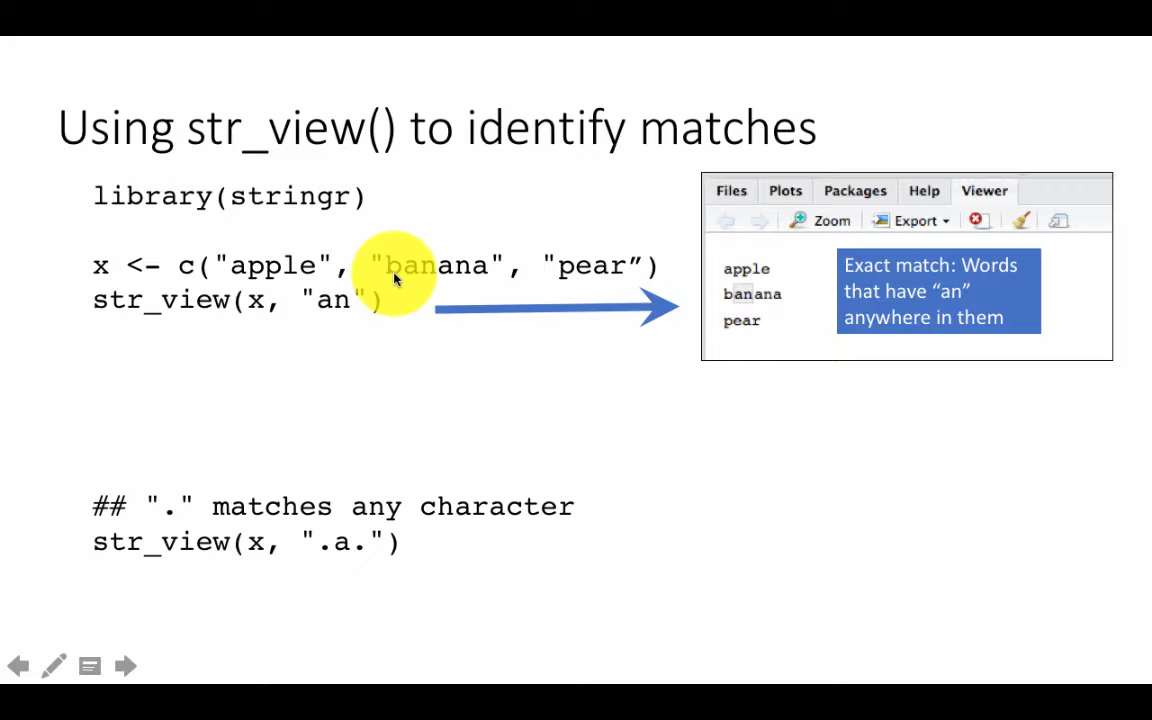 Using str_view() to identify matches
library(stringr)
x <- c("apple", "banana", "pear”)
str_view(x, "an")
Files Plots Packages Help Viewer
Zoom Export
apple
banana
pear
Exact match: Words
that have “an”
anywhere in them
## "." matches any character
str_view(x, ".a.")